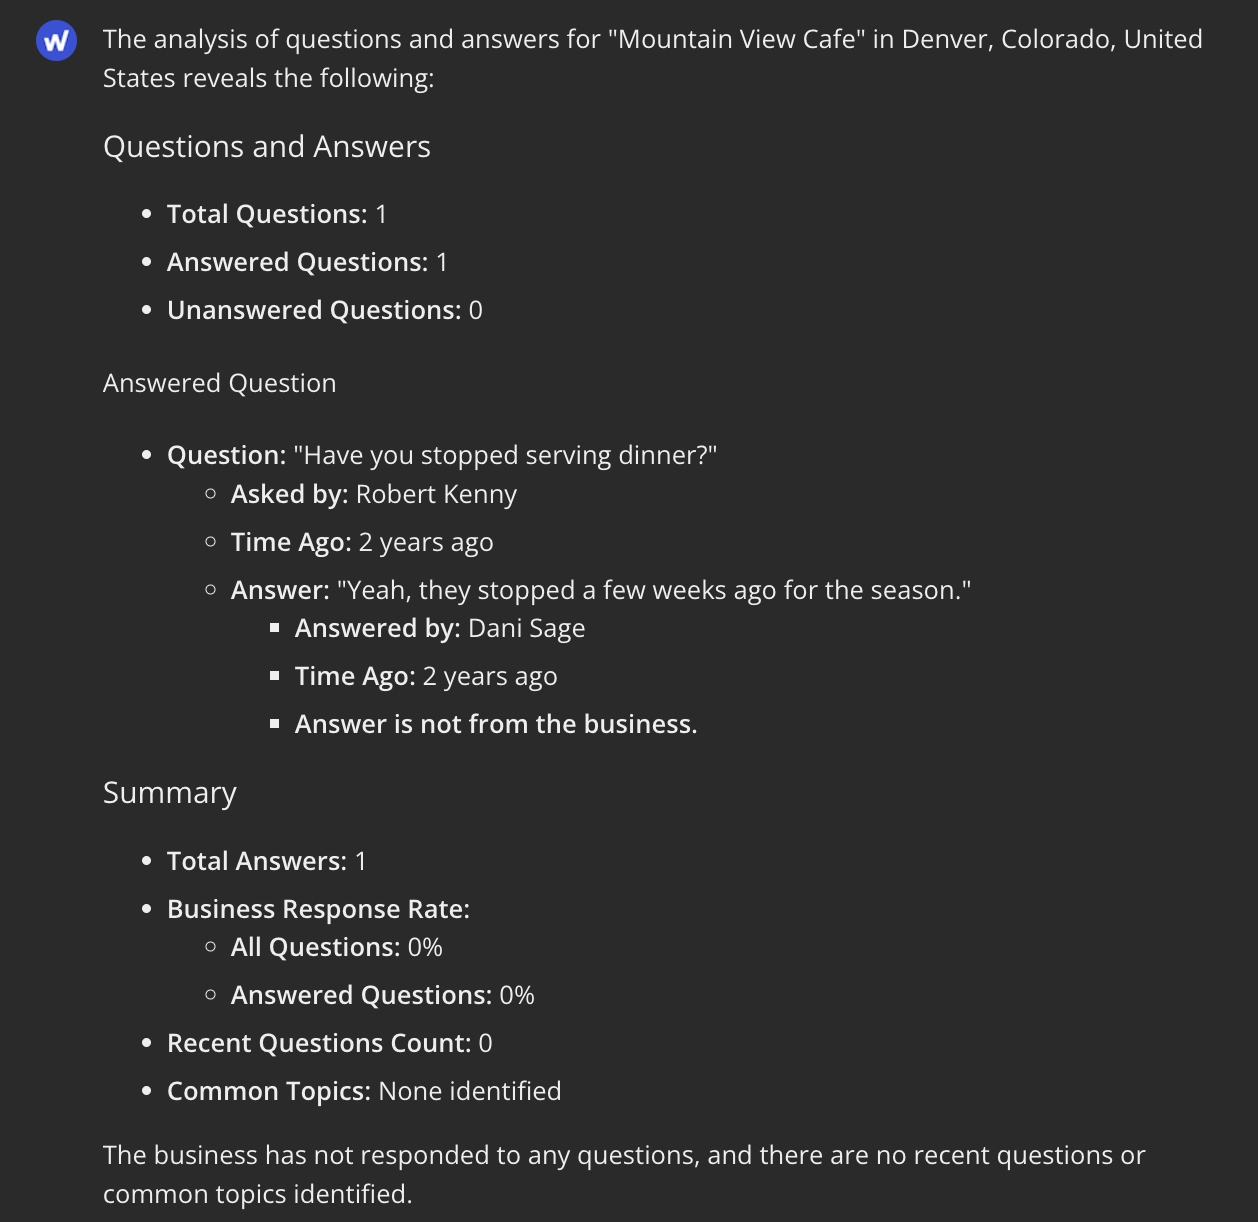 The analysis of questions and answers for "Mountain View Cafe" in Denver, Colorado, United
States reveals the following:
Questions and Answers
• Total Questions: 1
• Answered Questions: 1
• Unanswered Questions: 0
Answered Question
• Question: "Have you stopped serving dinner?"
○ Asked by: Robert Kenny
○ Time Ago: 2 years ago
○ Answer: "Yeah, they stopped a few weeks ago for the season."
▪ Answered by: Dani Sage
▪ Time Ago: 2 years ago
▪ Answer is not from the business.
Summary
• Total Answers: 1
• Business Response Rate:
○ All Questions: 0%
○ Answered Questions: 0%
• Recent Questions Count: 0
• Common Topics: None identified
The business has not responded to any questions, and there are no recent questions or
common topics identified.